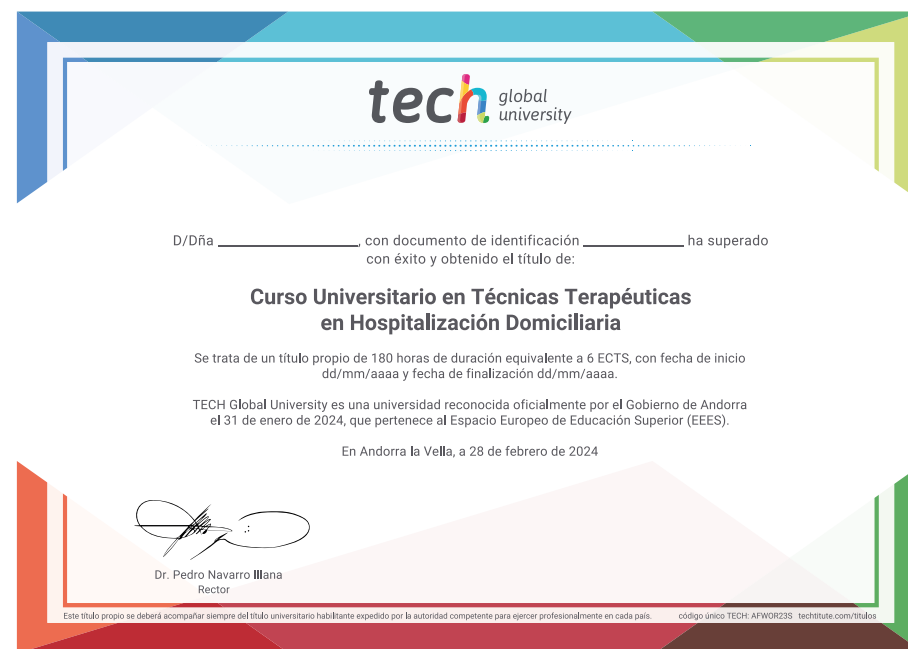 tech global university
D/Dña ____________, con documento de identificación ____________ ha superado
con éxito y obtenido el título de:
Curso Universitario en Técnicas Terapéuticas
en Hospitalización Domiciliaria
Se trata de un título propio de 180 horas de duración equivalente a 6 ECTS, con fecha de inicio
dd/mm/aaaa y fecha de finalización dd/mm/aaaa.
TECH Global University es una universidad reconocida oficialmente por el Gobierno de Andorra
el 31 de enero de 2024, que pertenece al Espacio Europeo de Educación Superior (EEES).
En Andorra la Vella, a 28 de febrero de 2024
Dr. Pedro Navarro Illana
Rector
Este título propio se deberá acompañar siempre del título universitario habilitante expedido por la autoridad competente para ejercer profesionalmente en cada país. código único TECH: AFWOR23S techtitute.com/titulos